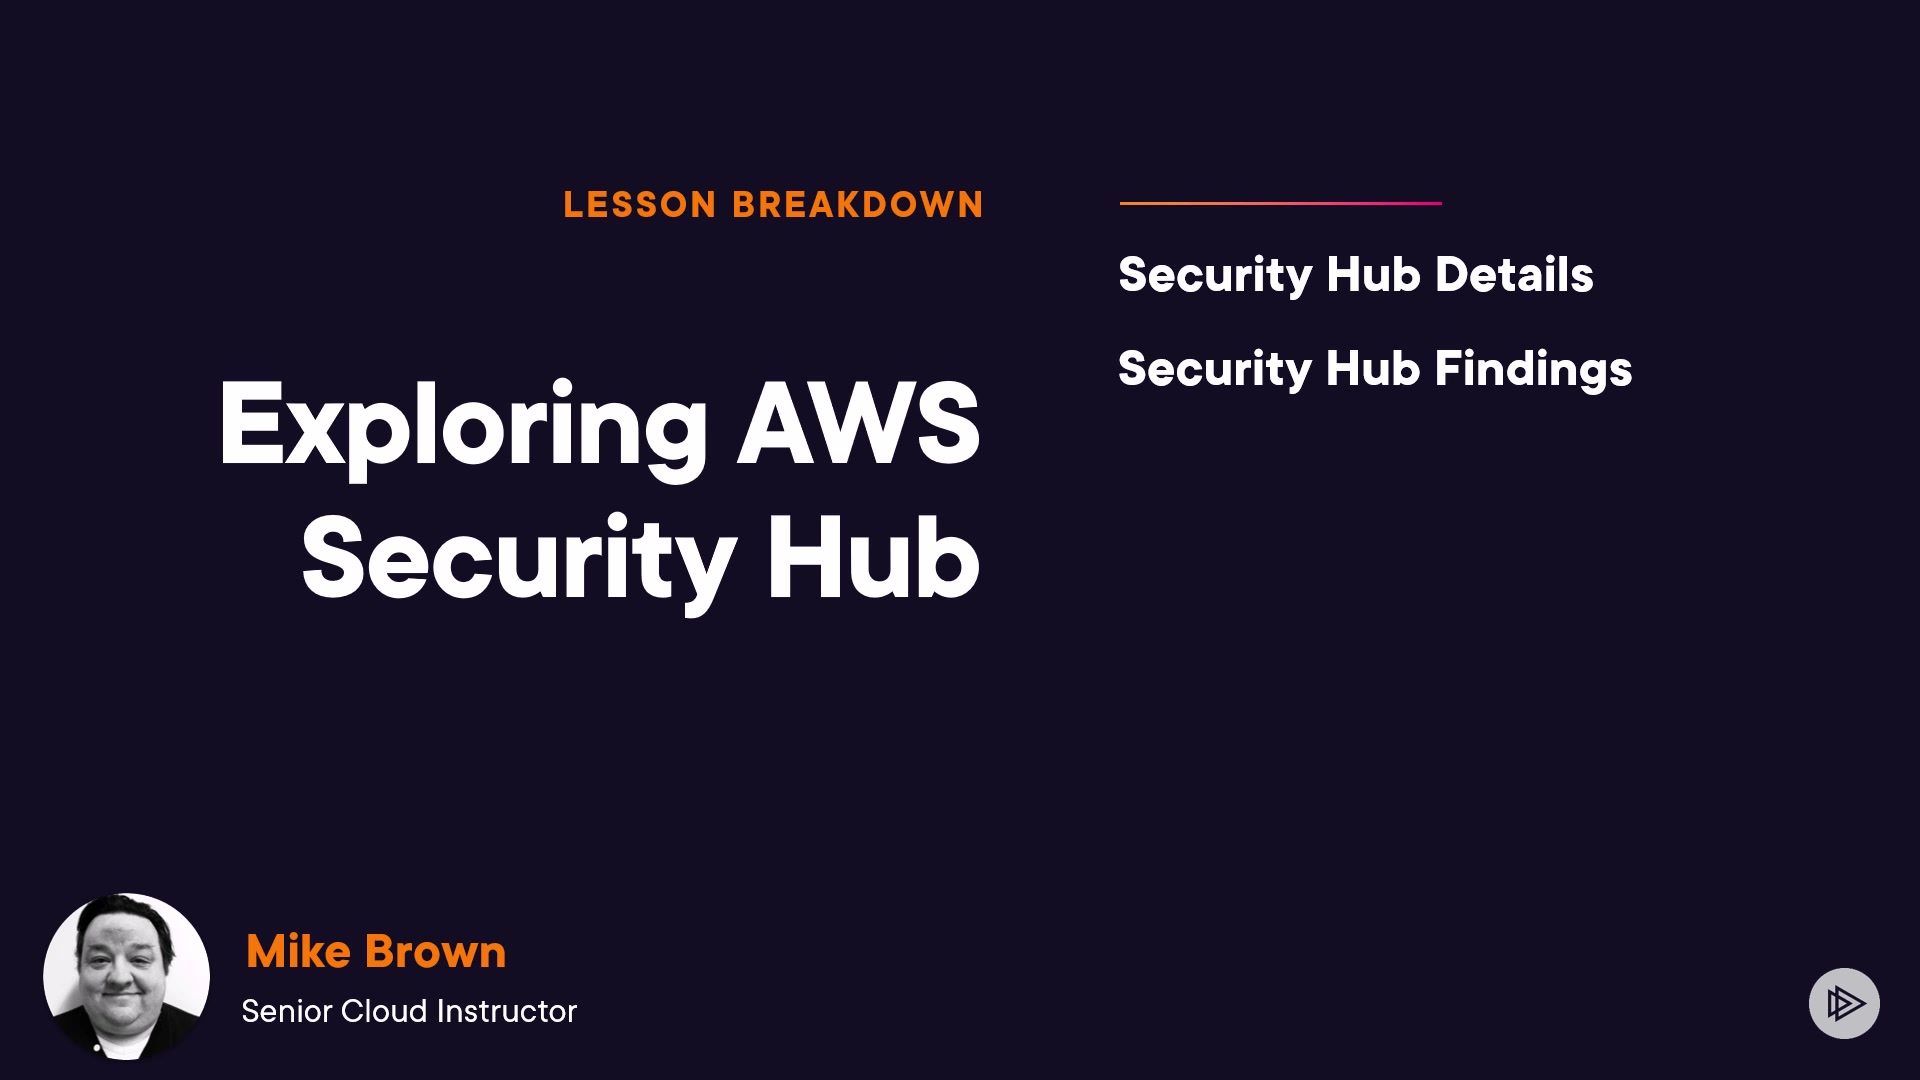 LESSON BREAKDOWN
Exploring AWS
Security Hub
Security Hub Details
Security Hub Findings
Mike Brown
Senior Cloud Instructor